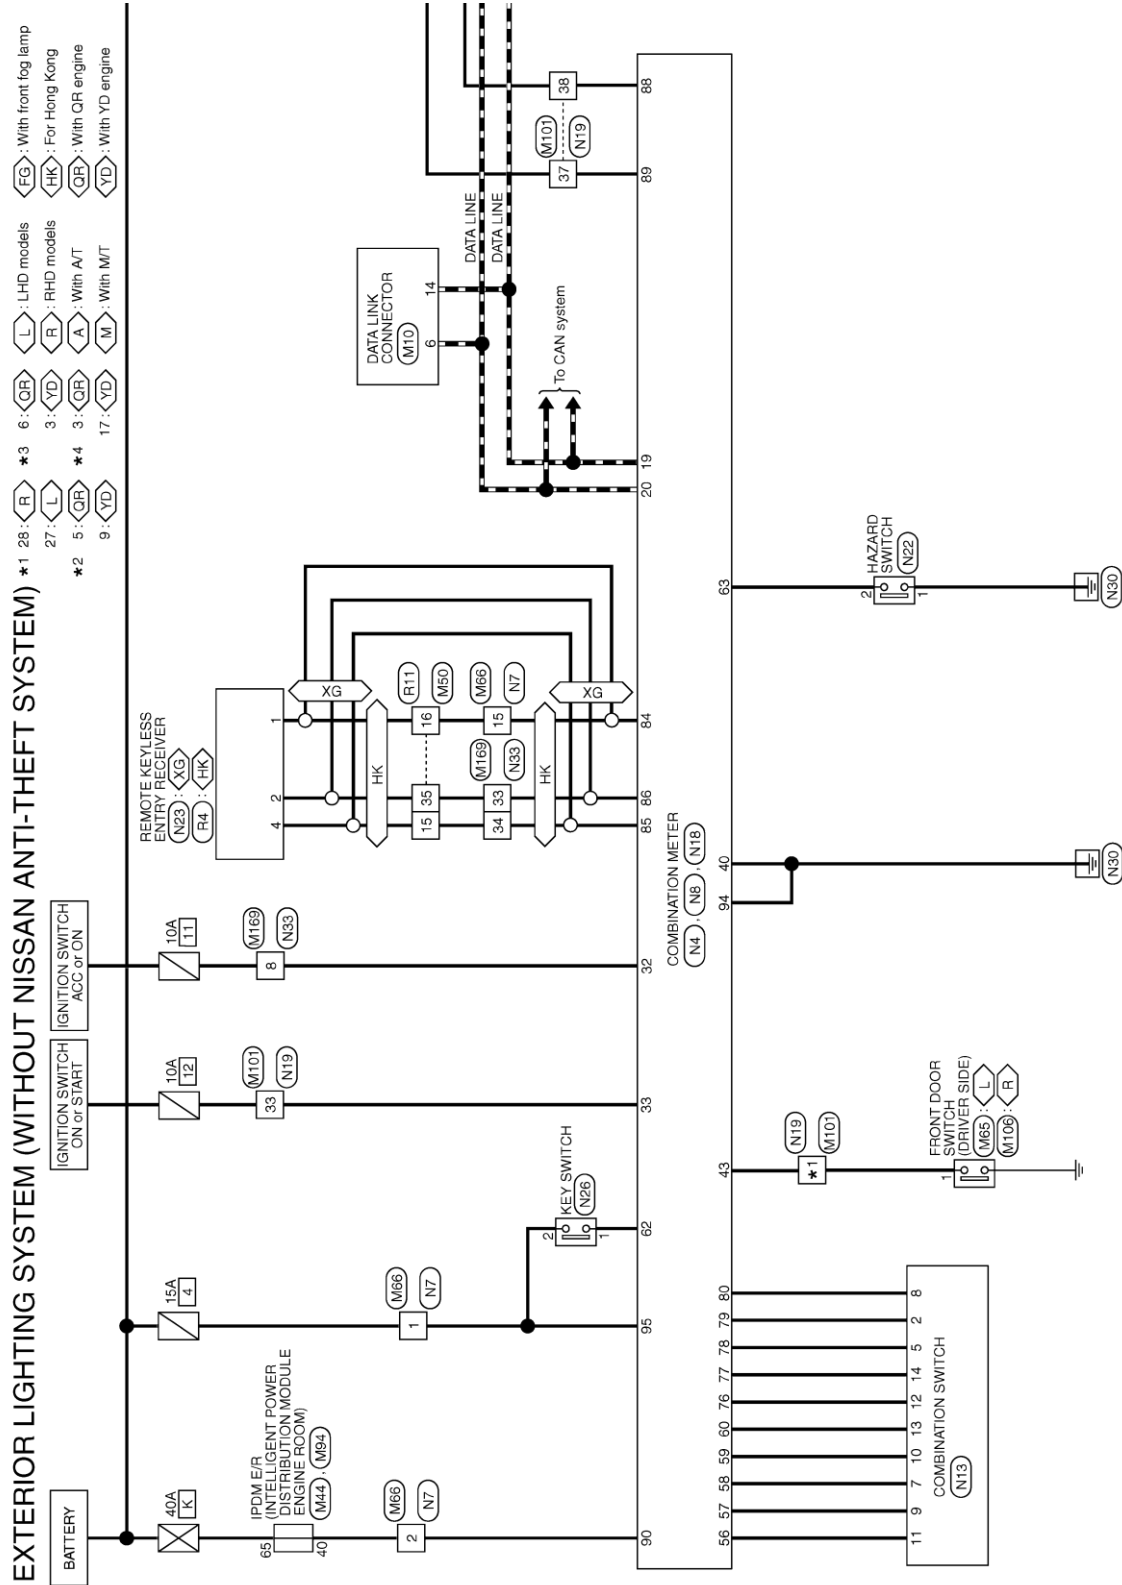 EXTERIOR LIGHTING SYSTEM (WITHOUT NISSAN ANTI-THEFT SYSTEM)
*1 28: R
27: L
*2 5: QR
9: YD
*3 6: QR
3: YD
*4 3: QR
17: YD
L : LHD models
R : RHD models
A : With A/T
M : With M/T
FG : With front fog lamp
HK : For Hong Kong
QR : With QR engine
YD : With YD engine
BATTERY
IGNITION SWITCH
ON or START
IGNITION SWITCH
ACC or ON
40A
K
15A
4
10A
12
10A
11
65
40
IPDM E/R
(INTELLIGENT POWER
DISTRIBUTION MODULE
ENGINE ROOM)
M44 , M94
2
M66
N7
1
M66
N7
33
M101
N19
8
M169
N33
2
1
KEY SWITCH
N26
REMOTE KEYLESS
ENTRY RECEIVER
N23 : XG
R4 : HK
4
2
1
XG
HK
15
35
16
R11
M50
34
33
15
M169
N33
M66
N7
HK
XG
DATA LINK
CONNECTOR
M10
6
14
DATA LINE
DATA LINE
To CAN system
37
38
M101
N19
90
95
62
33
32
85
86
84
20
19
89
88
COMBINATION METER
N4 , N8 , N18
56
57
58
59
60
76
77
78
79
80
43
94
40
63
11
9
7
10
13
12
14
5
2
8
COMBINATION SWITCH
N13
*1
N19
M101
1
FRONT DOOR
SWITCH
(DRIVER SIDE)
M65 : L
M106 : R
N30
2
1
HAZARD
SWITCH
N22
N30